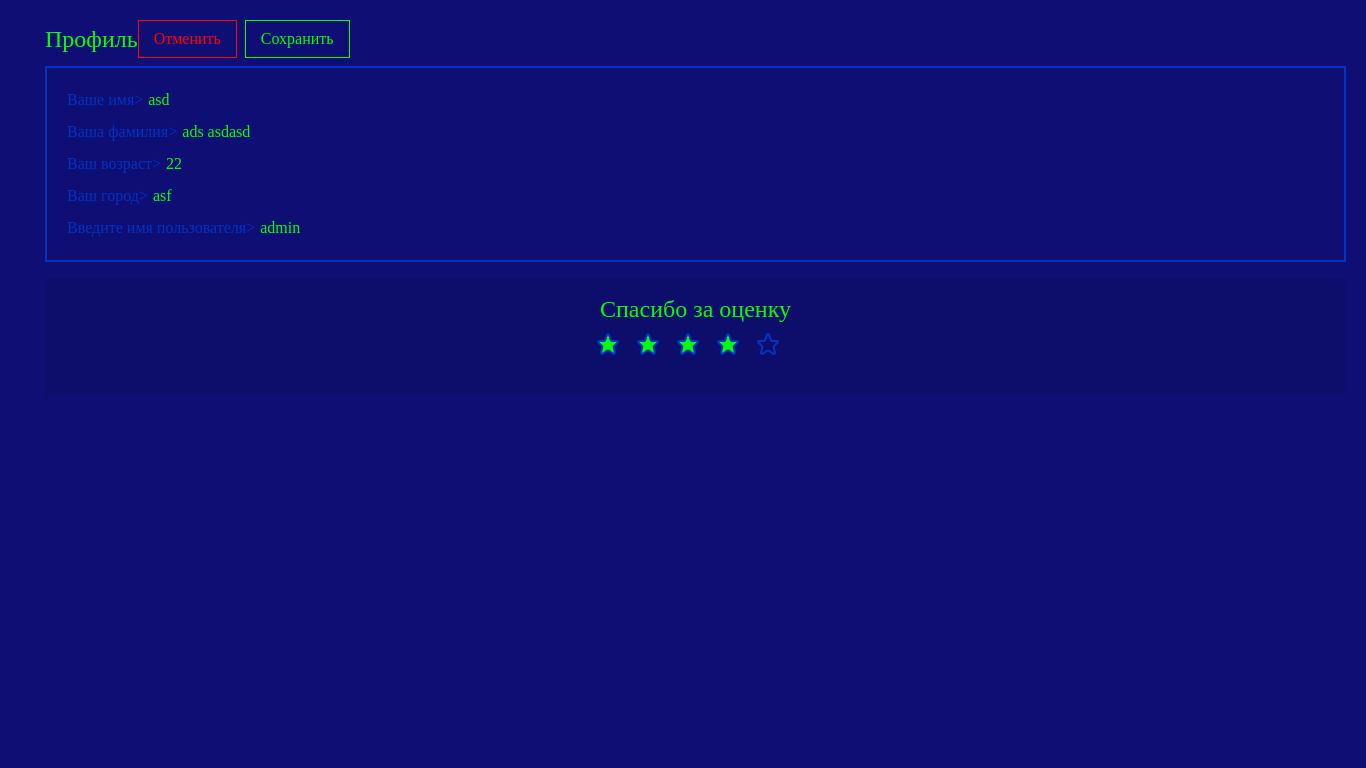 Профиль Отменить Сохранить
Ваше имя> asd
Ваша фамилия> ads asdasd
Ваш возраст> 22
Ваш город> asf
Введите имя пользователя> admin
Спасибо за оценку